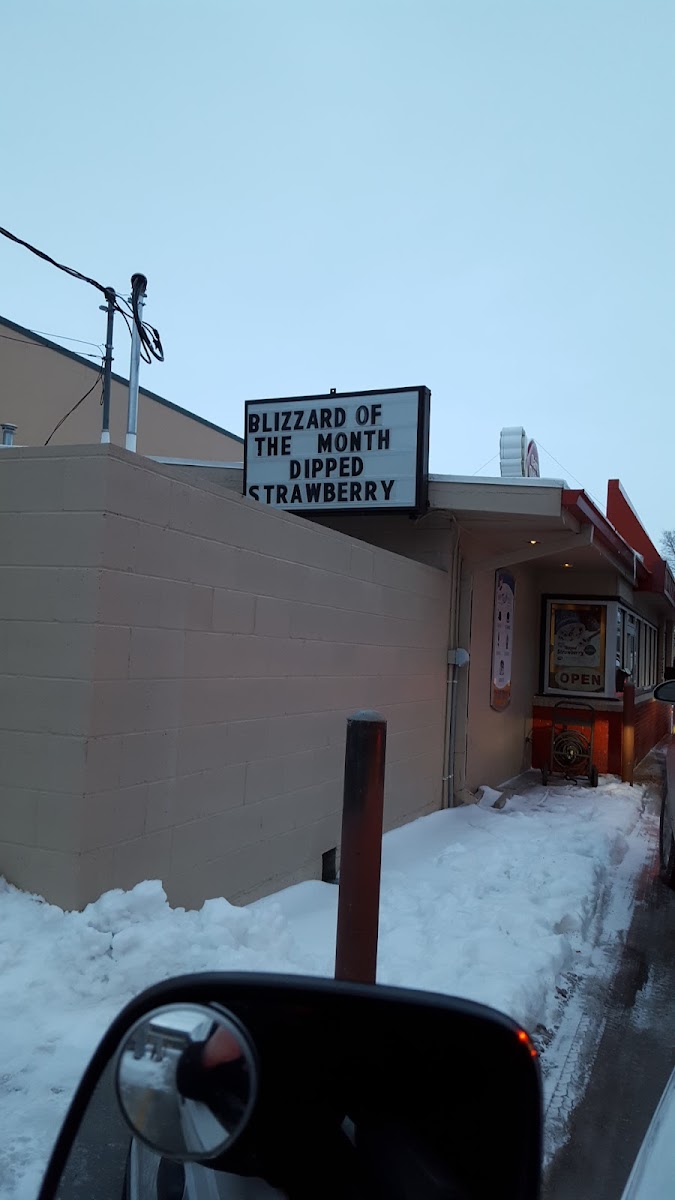 BLIZZARD OF
THE MONTH
DIPPED
STRAWBERRY
OPEN